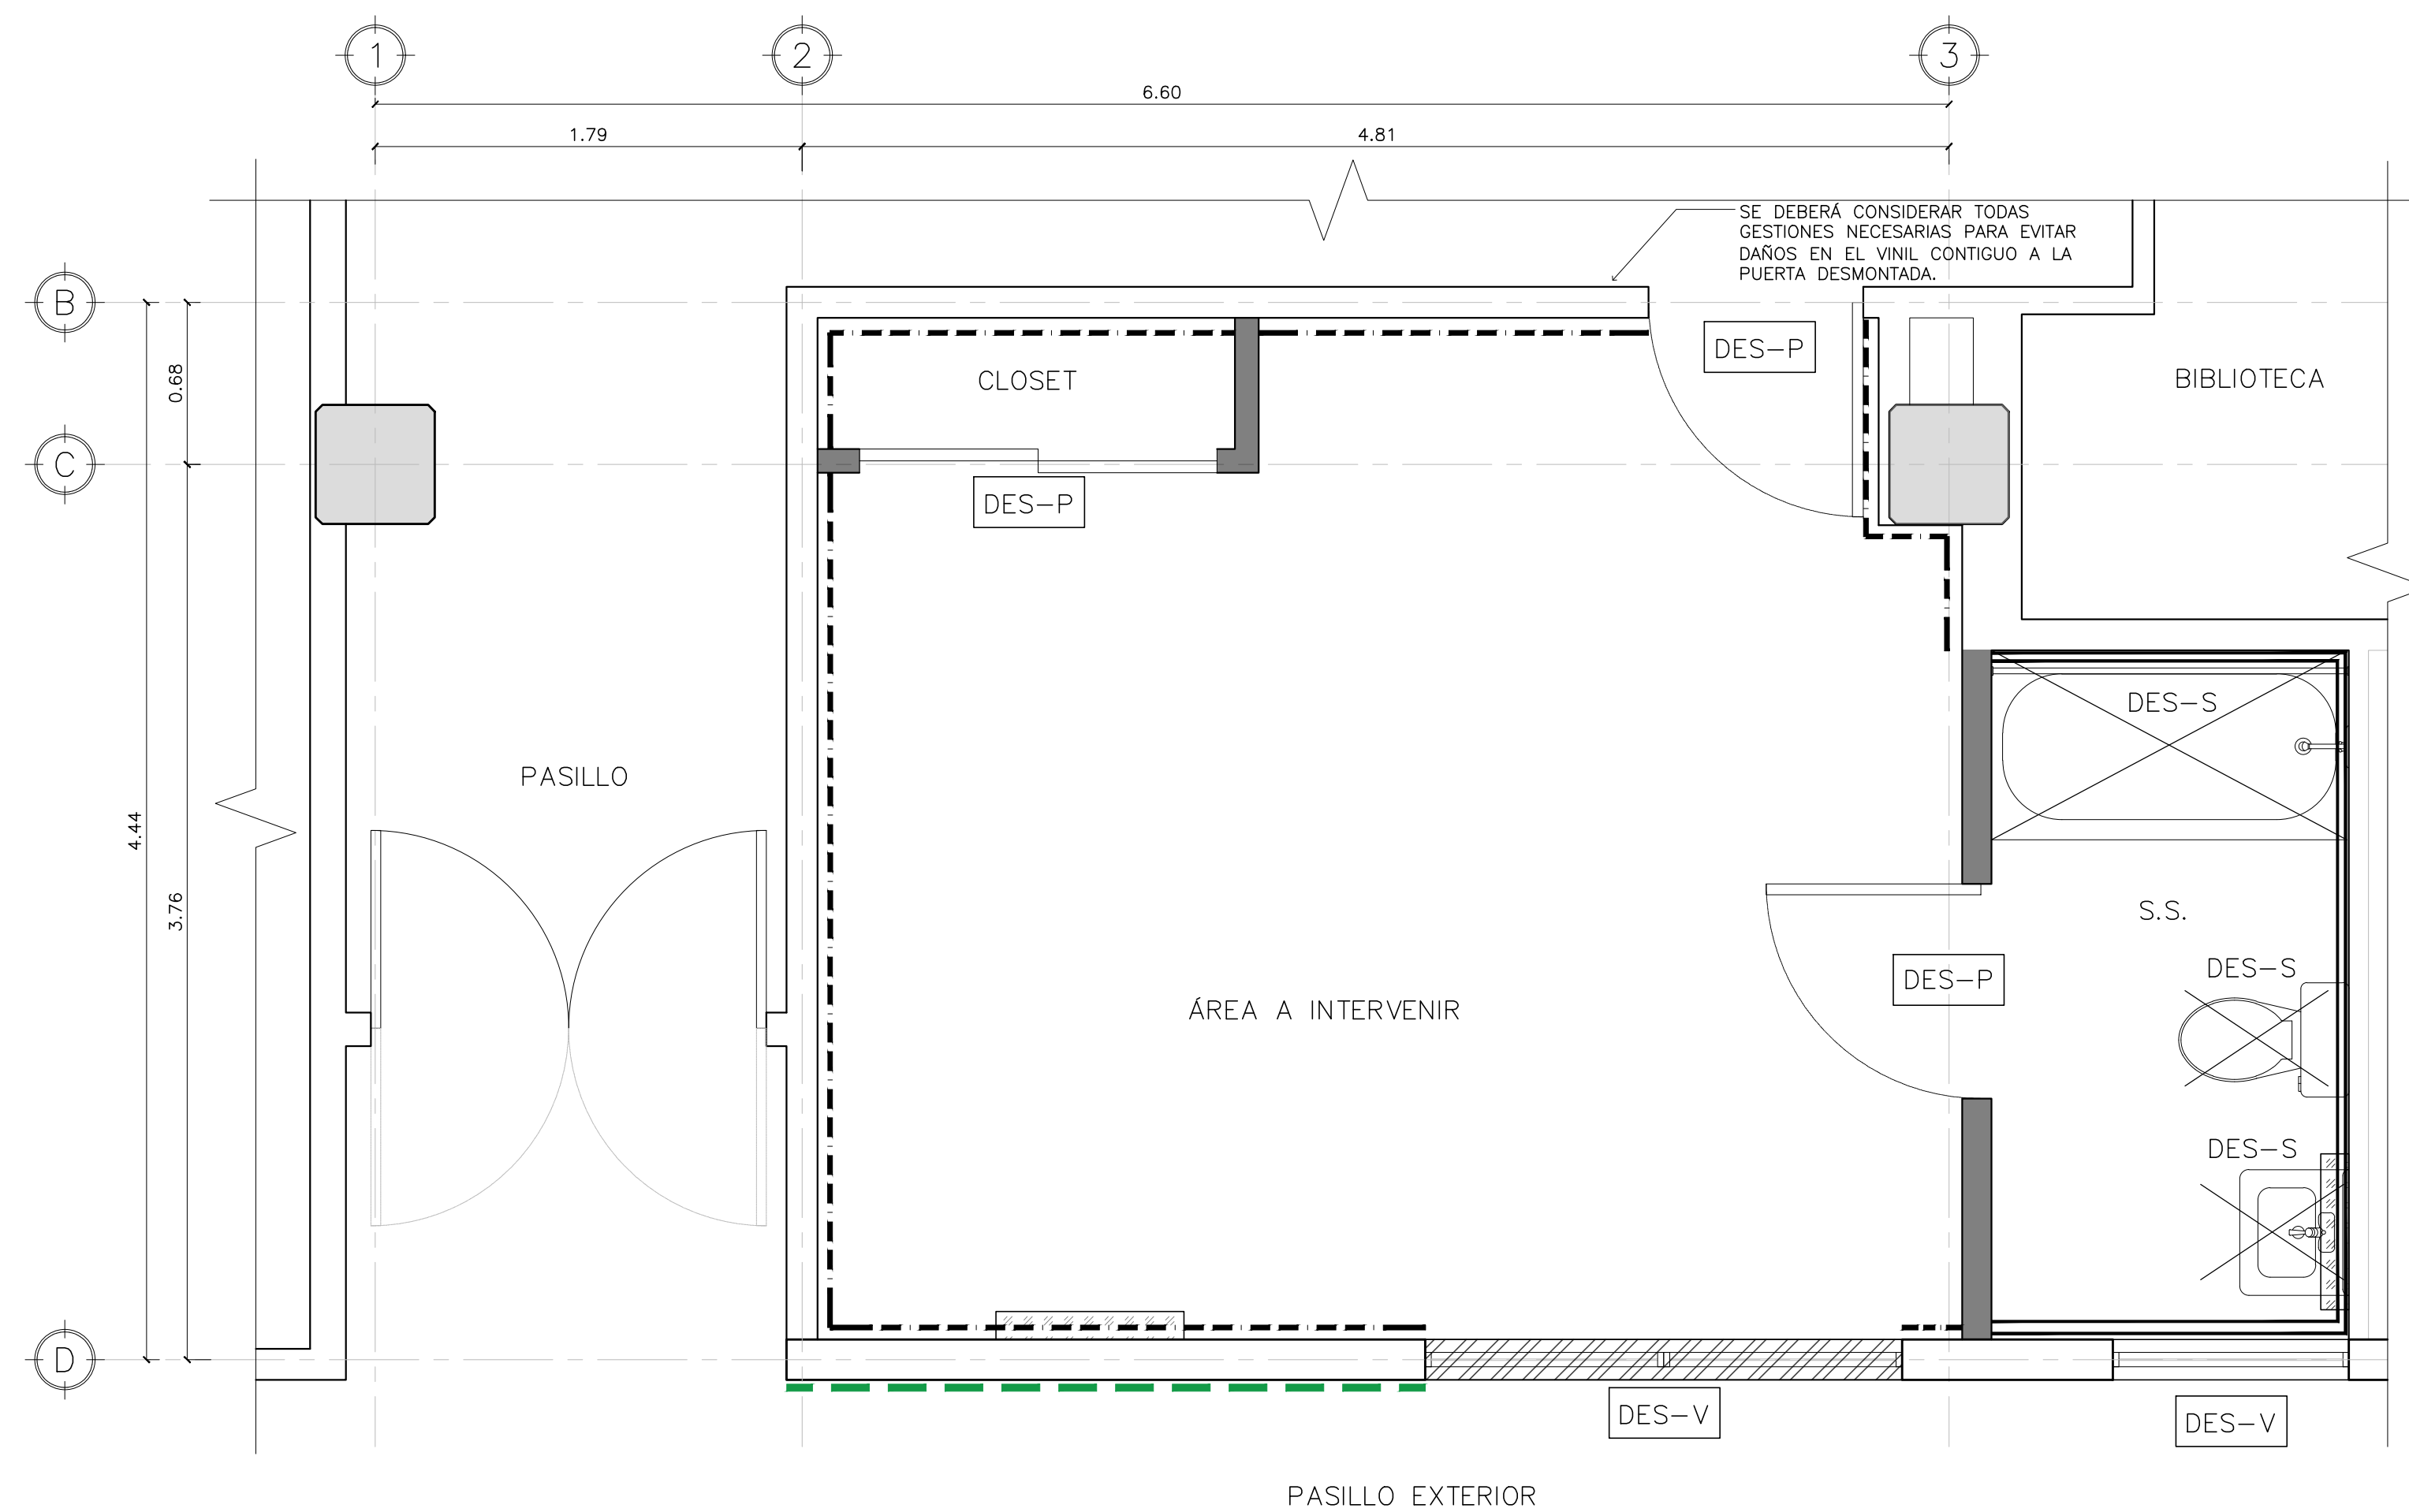 1
2
3
6.60
1.79
4.81
SE DEBERÁ CONSIDERAR TODAS
GESTIONES NECESARIAS PARA EVITAR
DAÑOS EN EL VINIL CONTIGUO A LA
PUERTA DESMONTADA.
B
DES-P
0.68
CLOSET
BIBLIOTECA
C
DES-P
DES-S
PASILLO
4.44
3.76
S.S.
DES-S
DES-P
ÁREA A INTERVENIR
DES-S
D
DES-V
DES-V
PASILLO EXTERIOR